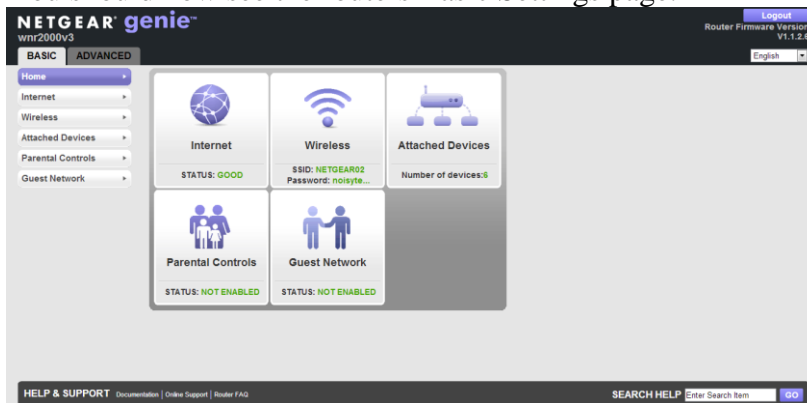 NETGEAR® genie™
wnr2000v3
Logout
Router Firmware Version
V1.1.2.6
BASIC ADVANCED
English
Home
Internet
Wireless
Attached Devices
Parental Controls
Guest Network
Internet
STATUS: GOOD
Wireless
SSID: NETGEAR02
Password: noisyte...
Attached Devices
Number of devices:6
Parental Controls
STATUS: NOT ENABLED
Guest Network
STATUS: NOT ENABLED
HELP & SUPPORT Documentation | Online Support | Router FAQ
SEARCH HELP Enter Search Item GO